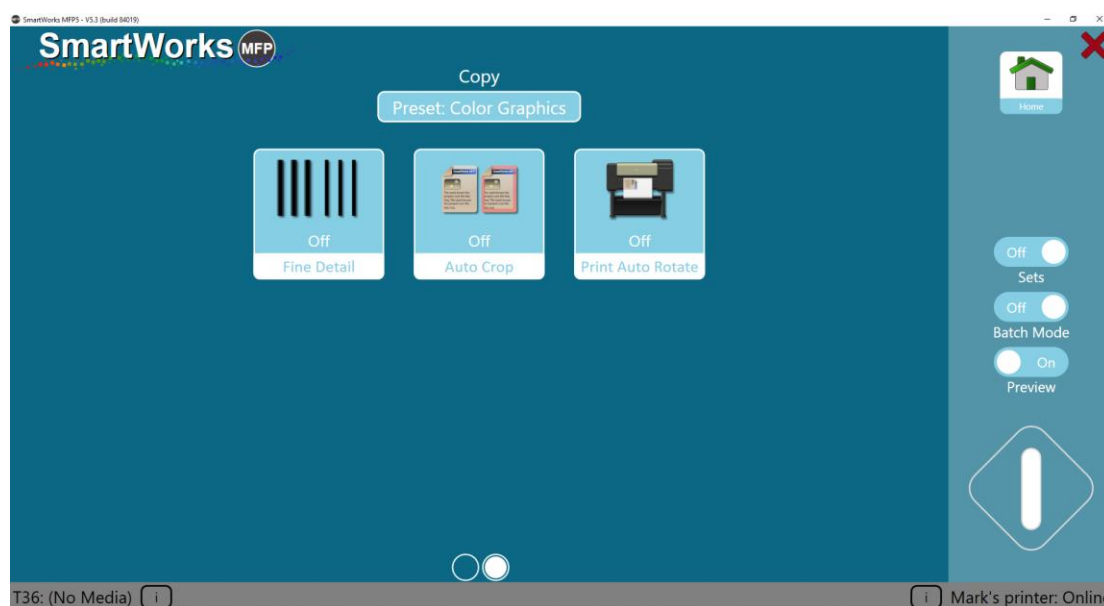 SmartWorks MFP5 - V5.3 (build 84019)
SmartWorks MFP
Copy
Preset: Color Graphics
Home
Off
Fine Detail
Off
Auto Crop
Off
Print Auto Rotate
Off
Sets
Off
Batch Mode
On
Preview
T36: (No Media) i
i Mark's printer: Online